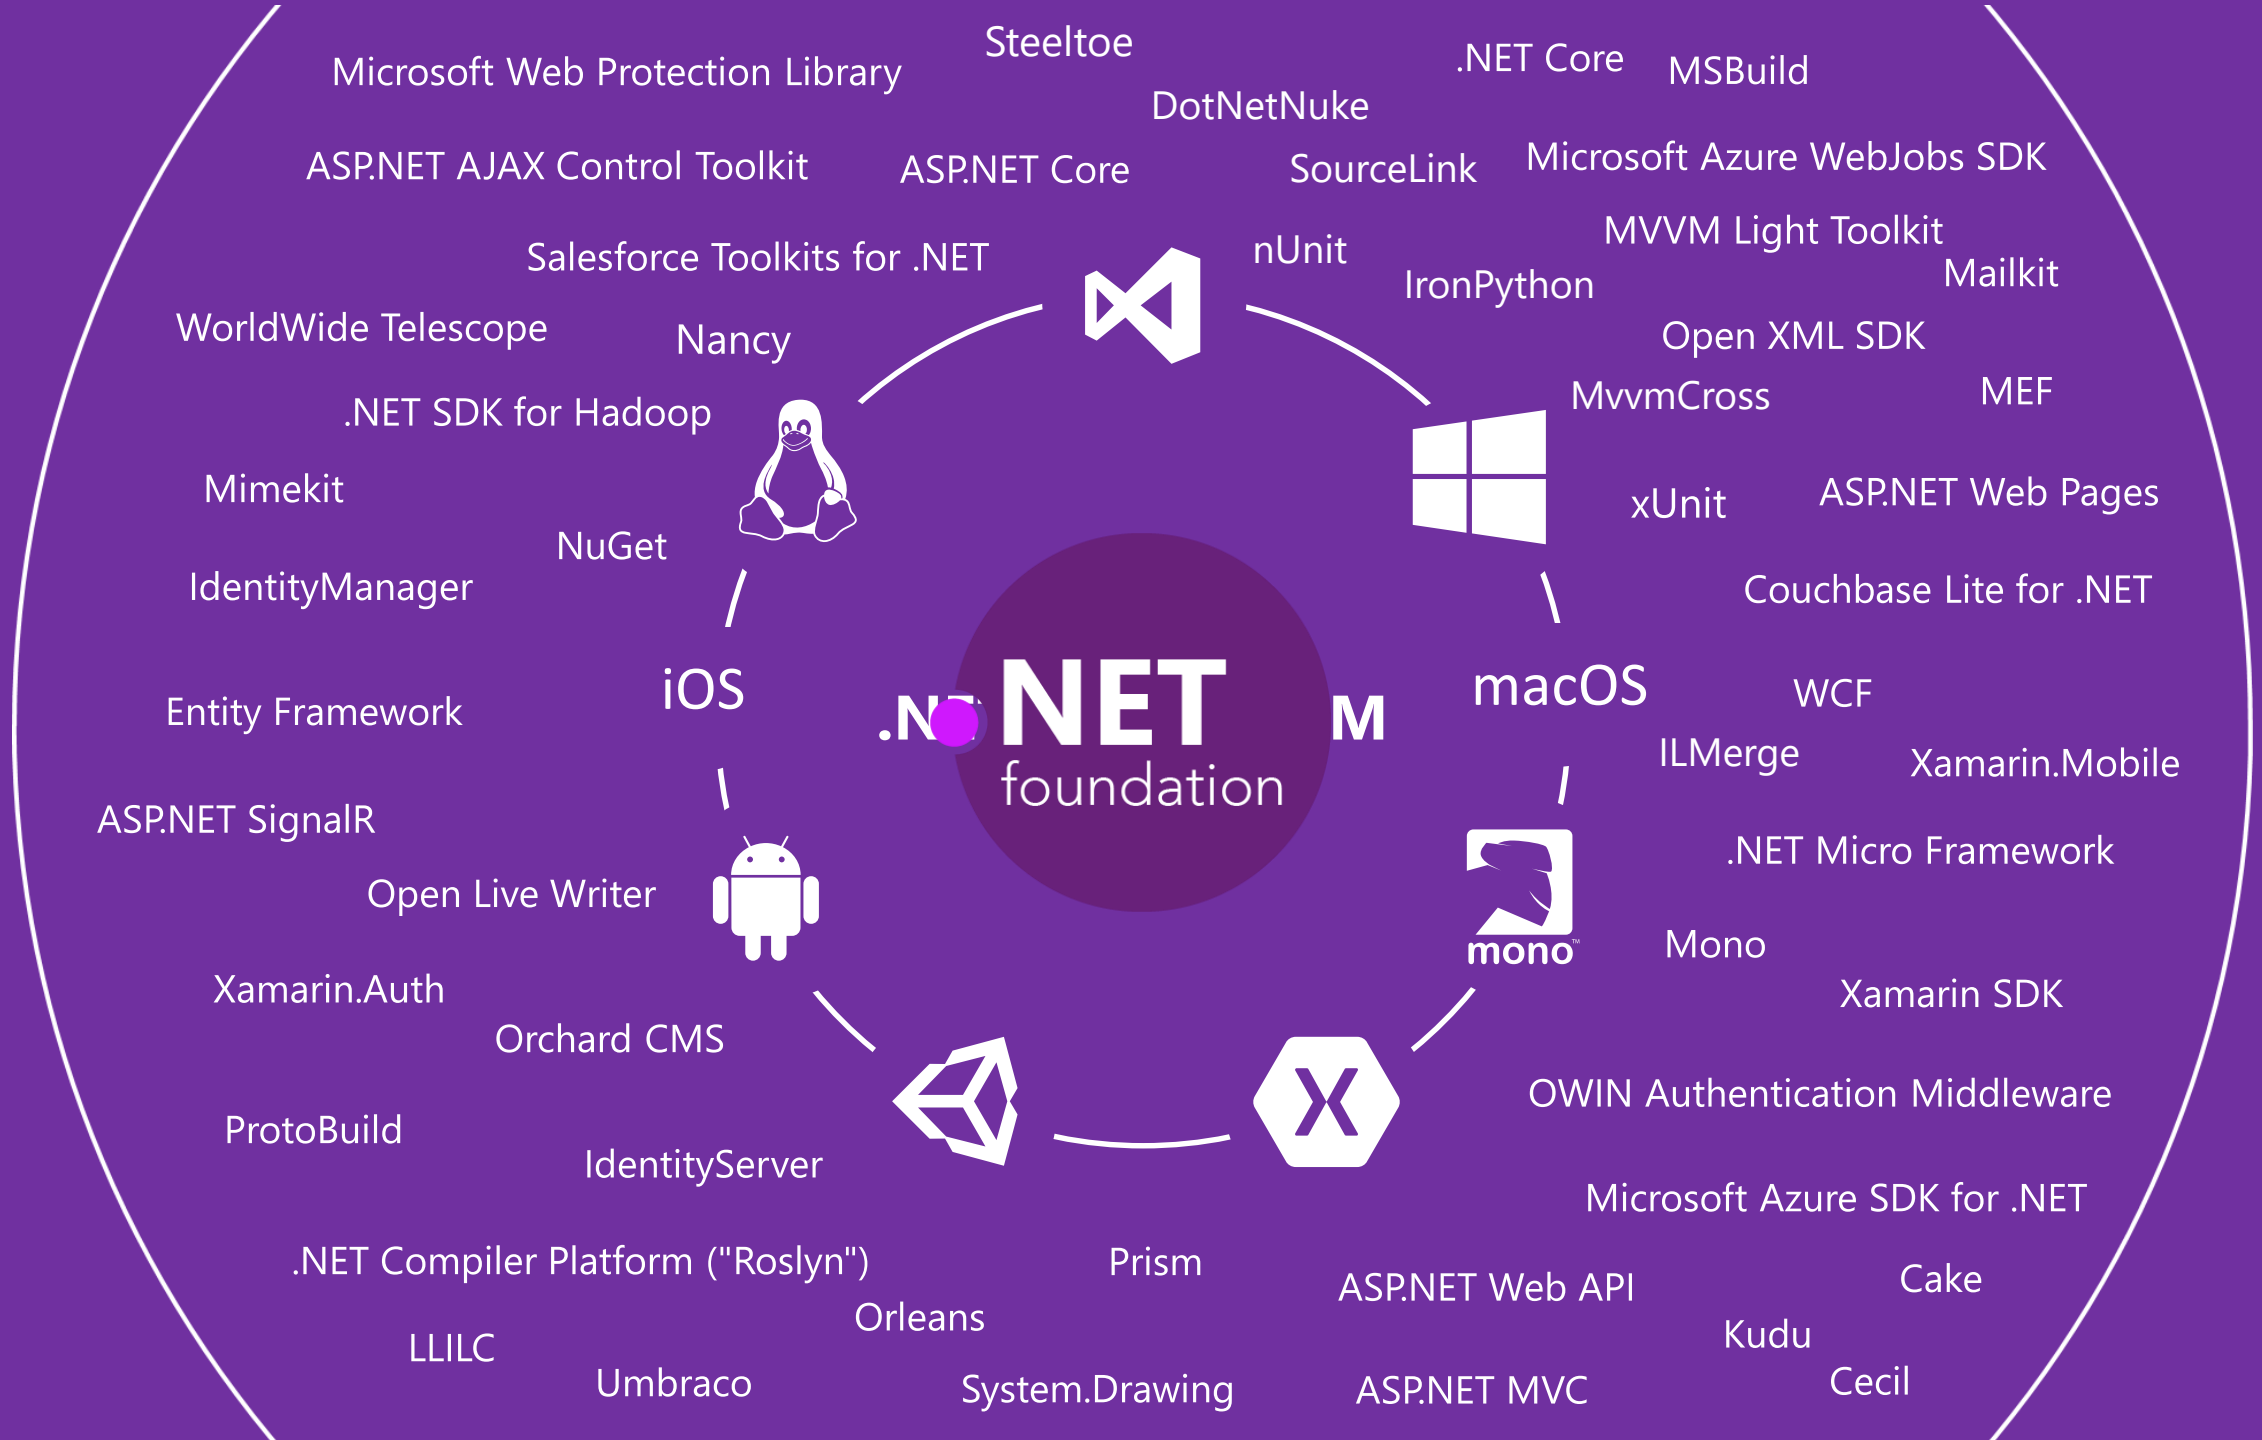 Steeltoe
.NET Core
MSBuild
Microsoft Web Protection Library
DotNetNuke
ASP.NET AJAX Control Toolkit
ASP.NET Core
SourceLink
Microsoft Azure WebJobs SDK
MVVM Light Toolkit
Salesforce Toolkits for .NET
nUnit
IronPython
Mailkit
WorldWide Telescope
Nancy
Open XML SDK
.NET SDK for Hadoop
MvvmCross
MEF
Mimekit
xUnit
ASP.NET Web Pages
NuGet
IdentityManager
Couchbase Lite for .NET
iOS
macOS
WCF
Entity Framework
.NE
NET
M
foundation
ILMerge
Xamarin.Mobile
ASP.NET SignalR
.NET Micro Framework
Open Live Writer
mono™
Mono
Xamarin.Auth
Xamarin SDK
Orchard CMS
OWIN Authentication Middleware
ProtoBuild
IdentityServer
Microsoft Azure SDK for .NET
.NET Compiler Platform ("Roslyn")
Prism
ASP.NET Web API
Cake
Orleans
Kudu
LLILC
Umbraco
System.Drawing
ASP.NET MVC
Cecil